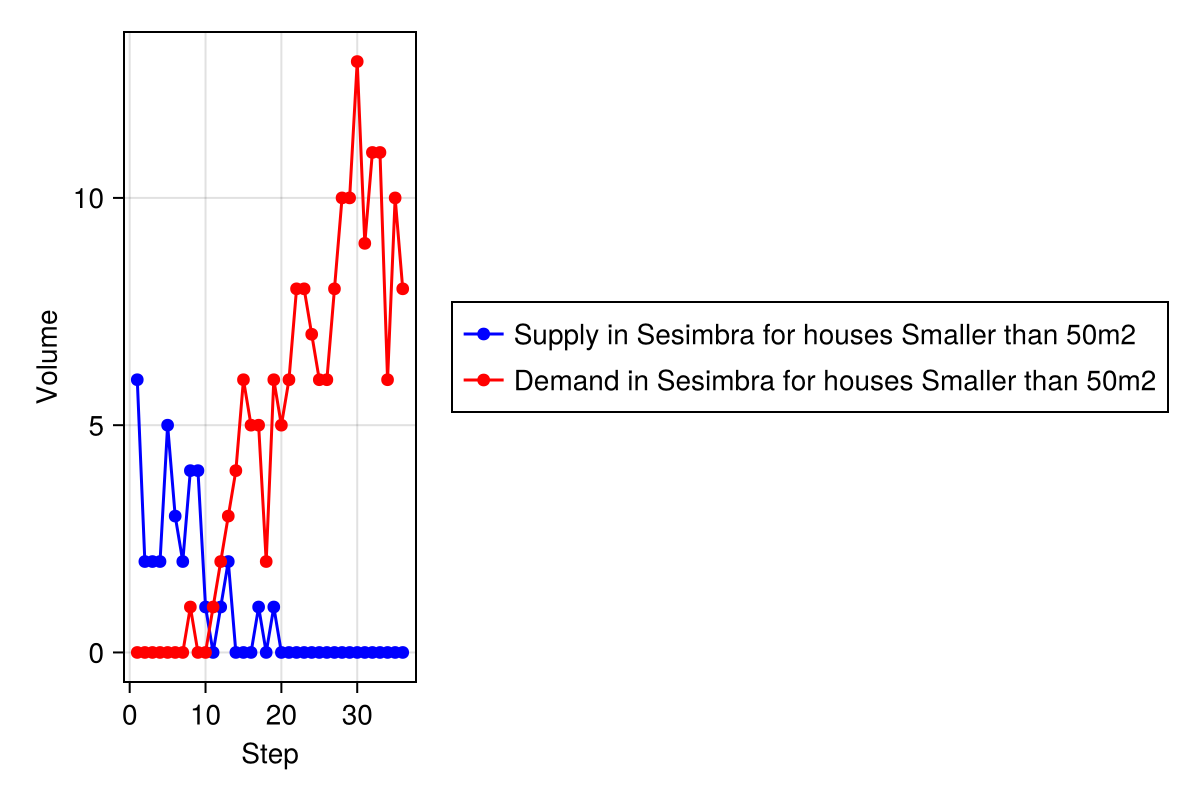 Volume
10
5
0
0 10 20 30
Step
Supply in Sesimbra for houses Smaller than 50m2
Demand in Sesimbra for houses Smaller than 50m2